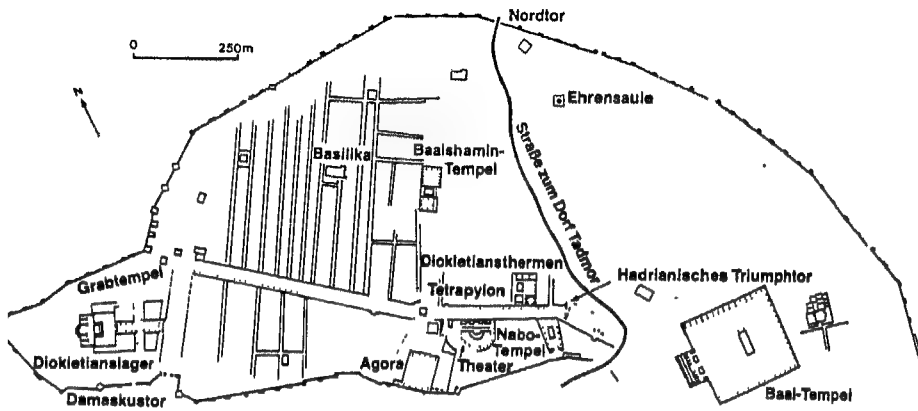 Nordtor
0 250m
N
Ehrensaule
Basilika
Baalshamin-
Tempel
Straße zum Dorf Tadmor
Diokletiansthermen
Hadrianisches Triumphtor
Grabtempel
Tetrapylon
Nabo-
Tempel
Diokletianslager
Agora
Theater
Damaskustor
Baal-Tempel